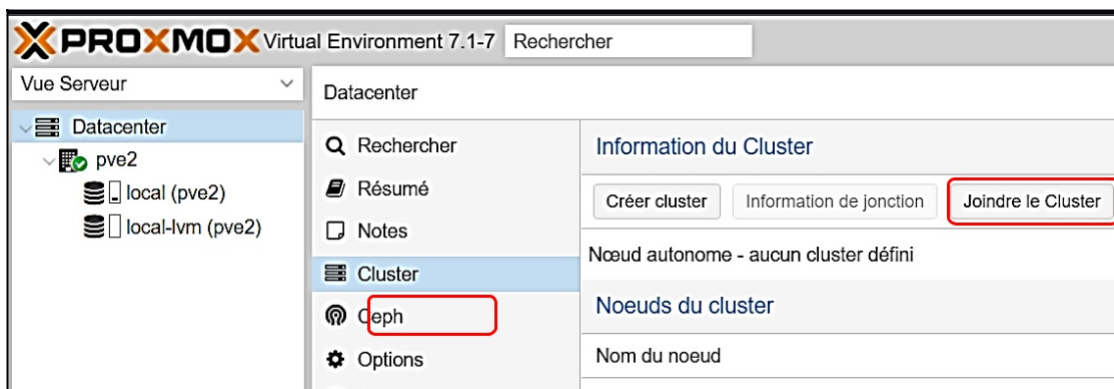 PROXMOX Virtual Environment 7.1-7 Rechercher
Vue Serveur
Datacenter
pve2
local (pve2)
local-lvm (pve2)
Datacenter
Rechercher
Résumé
Notes
Cluster
Ceph
Options
Information du Cluster
Créer cluster Information de jonction Joindre le Cluster
Nœud autonome - aucun cluster défini
Noeuds du cluster
Nom du noeud